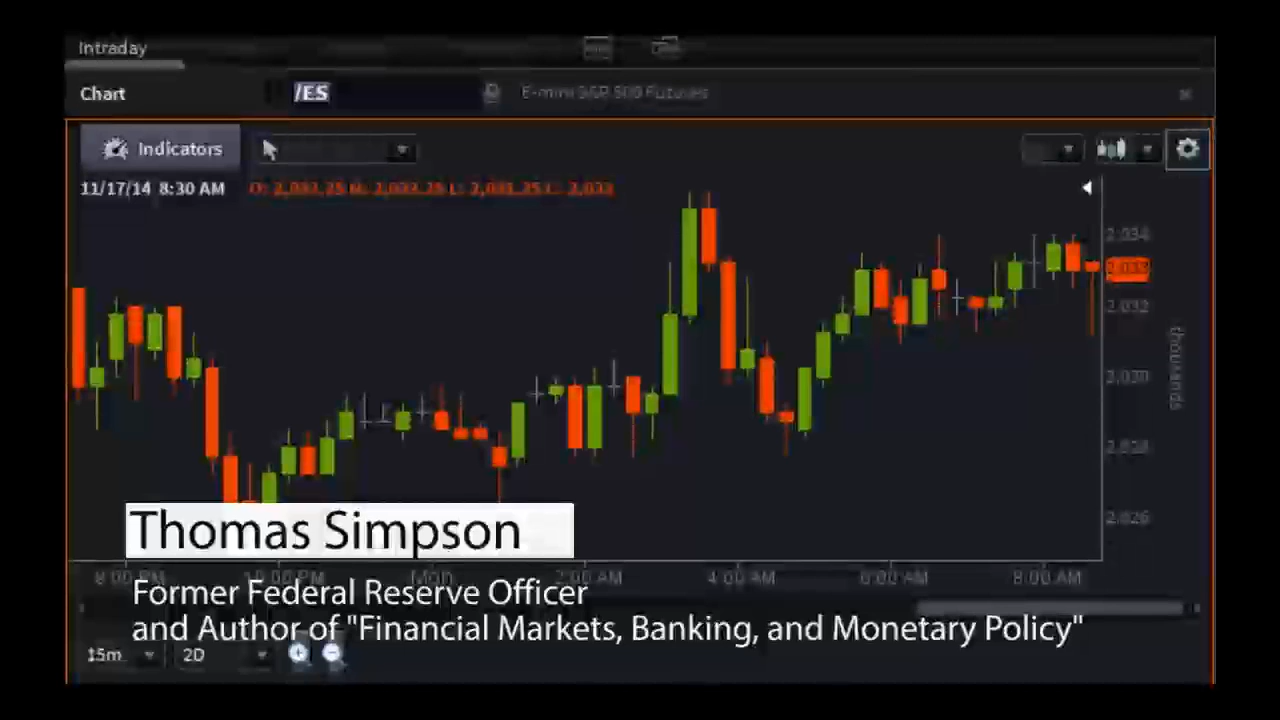 Intraday
Chart
/ES
E-mini S&P 500 Futures
Indicators
11/17/14 8:30 AM
2,034
2,033
2,032
2,030
2,028
2,026
thousands
Thomas Simpson
8:00 PM 10:00 PM Mon 2:00 AM 4:00 AM 6:00 AM 8:00 AM
Former Federal Reserve Officer
and Author of "Financial Markets, Banking, and Monetary Policy"
15m 2D